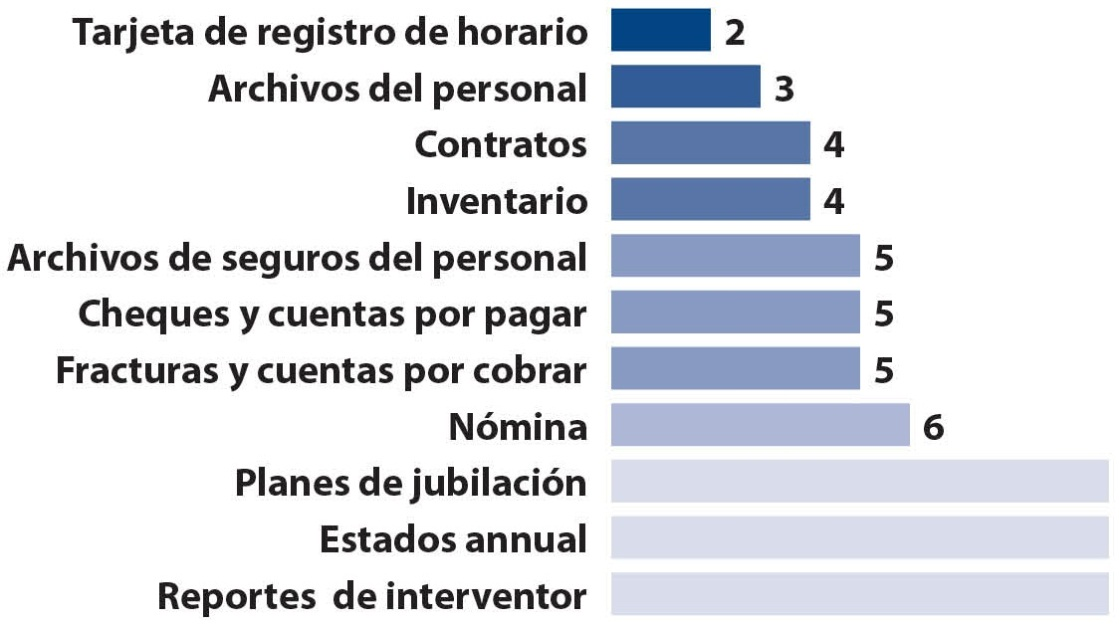 Tarjeta de registro de horario 2
Archivos del personal 3
Contratos 4
Inventario 4
Archivos de seguros del personal 5
Cheques y cuentas por pagar 5
Fracturas y cuentas por cobrar 5
Nómina 6
Planes de jubilación
Estados annual
Reportes de interventor